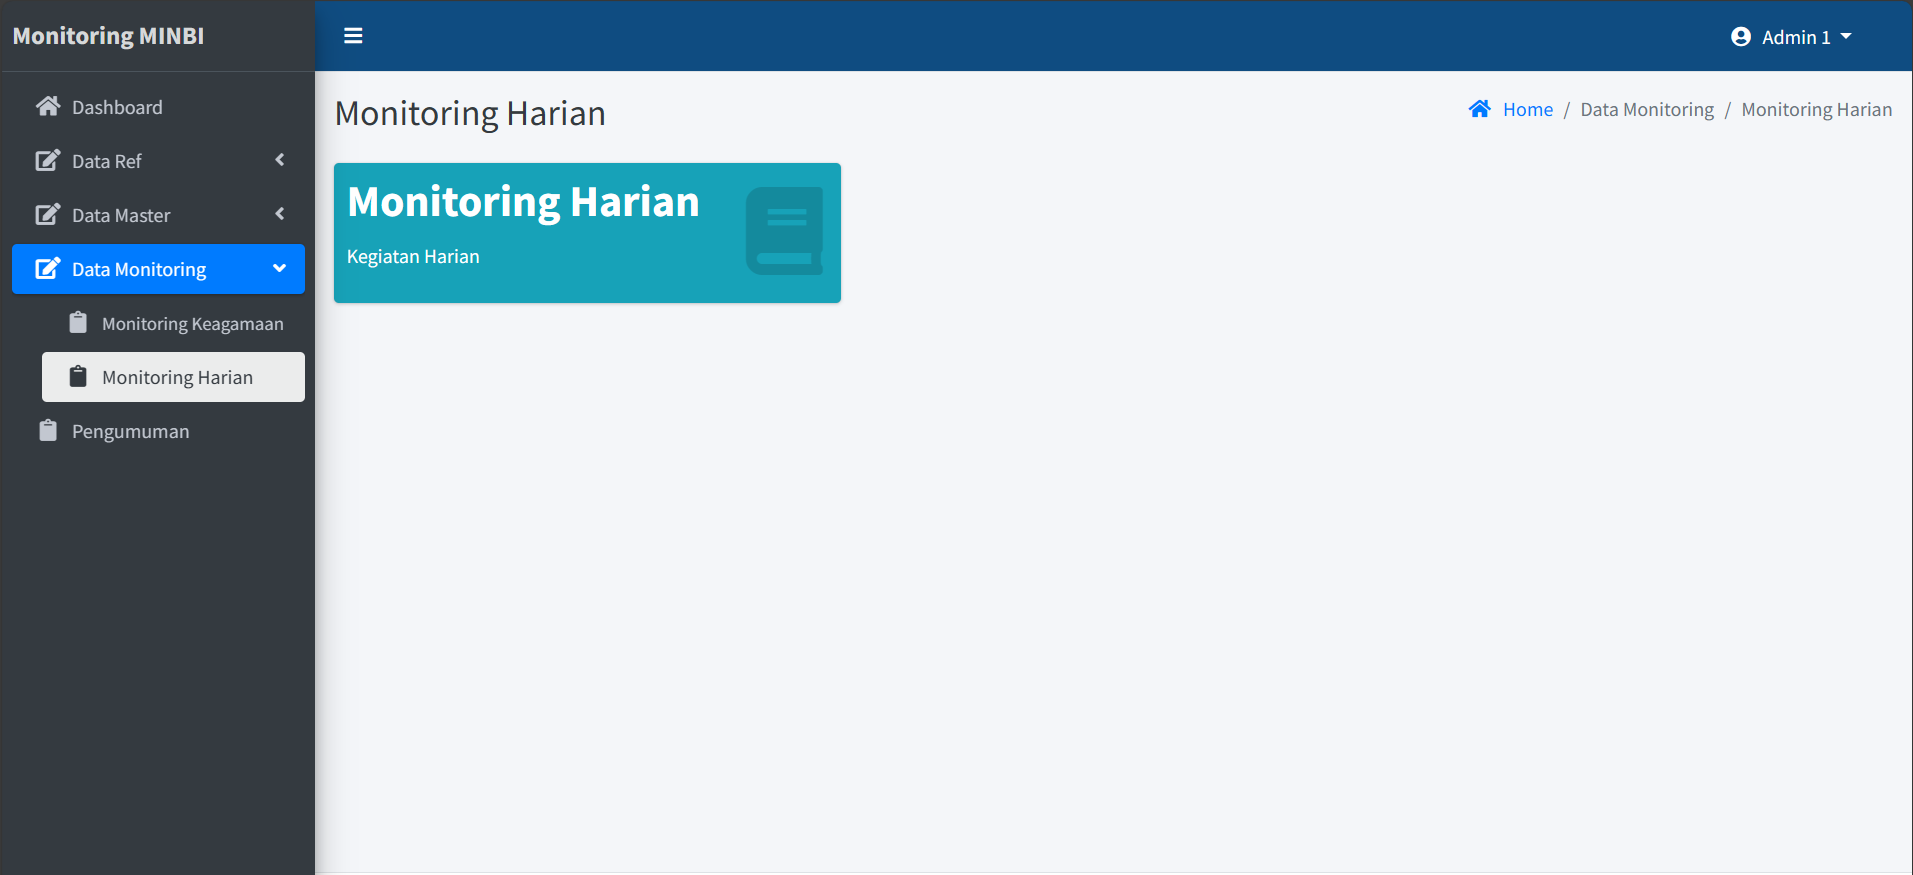 Monitoring MINBI
Admin 1
Dashboard
Data Ref
Data Master
Data Monitoring
Monitoring Keagamaan
Monitoring Harian
Pengumuman
Monitoring Harian
Home / Data Monitoring / Monitoring Harian
Monitoring Harian
Kegiatan Harian